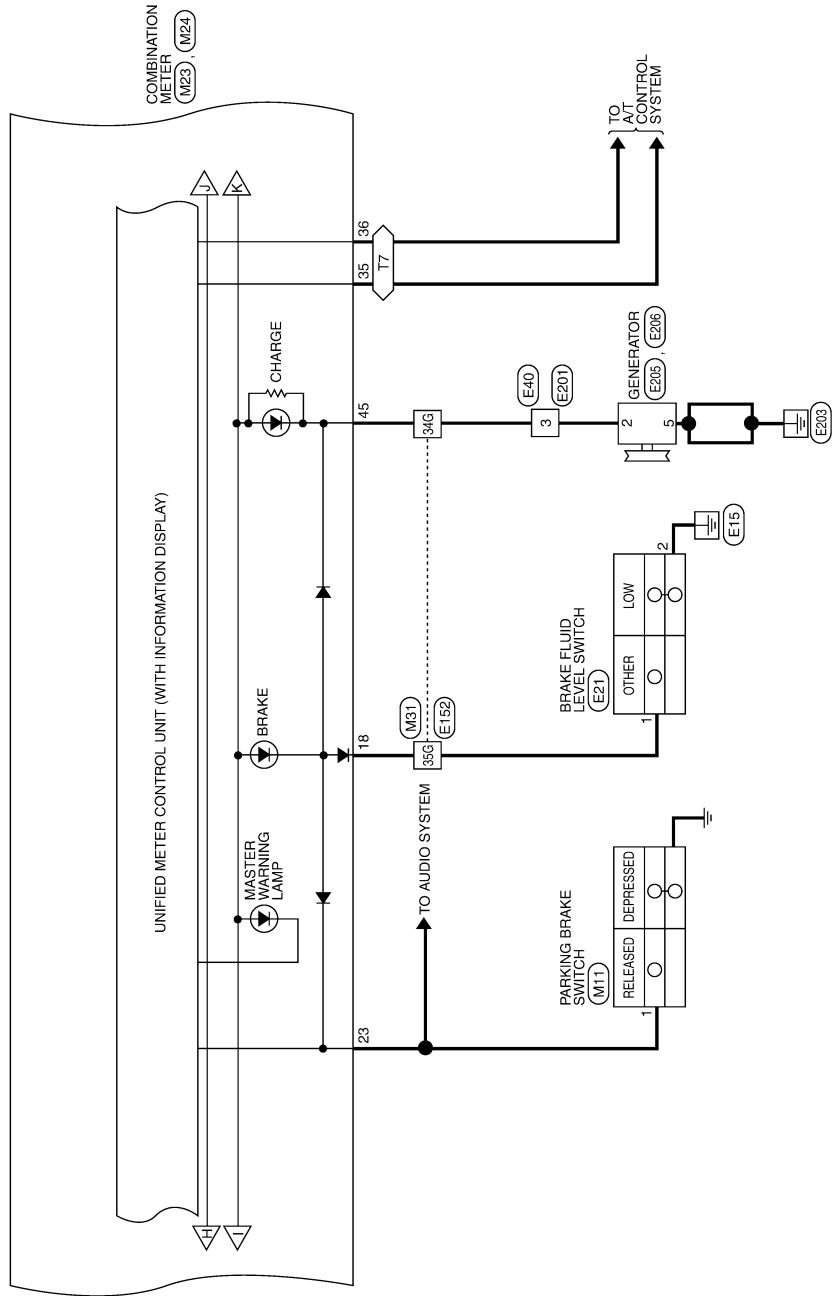 COMBINATION
METER
M23 , M24
UNIFIED METER CONTROL UNIT (WITH INFORMATION DISPLAY)
H
J
I
K
MASTER
WARNING
LAMP
BRAKE
CHARGE
23
18
45
35
36
T7
TO AUDIO SYSTEM
35G
M31
E152
34G
TO
A/T
CONTROL
SYSTEM
3
E40
E201
PARKING BRAKE
SWITCH
M11
RELEASED
DEPRESSED
1
BRAKE FLUID
LEVEL SWITCH
E21
OTHER
LOW
1
2
E15
GENERATOR
E205 , E206
2
5
E203